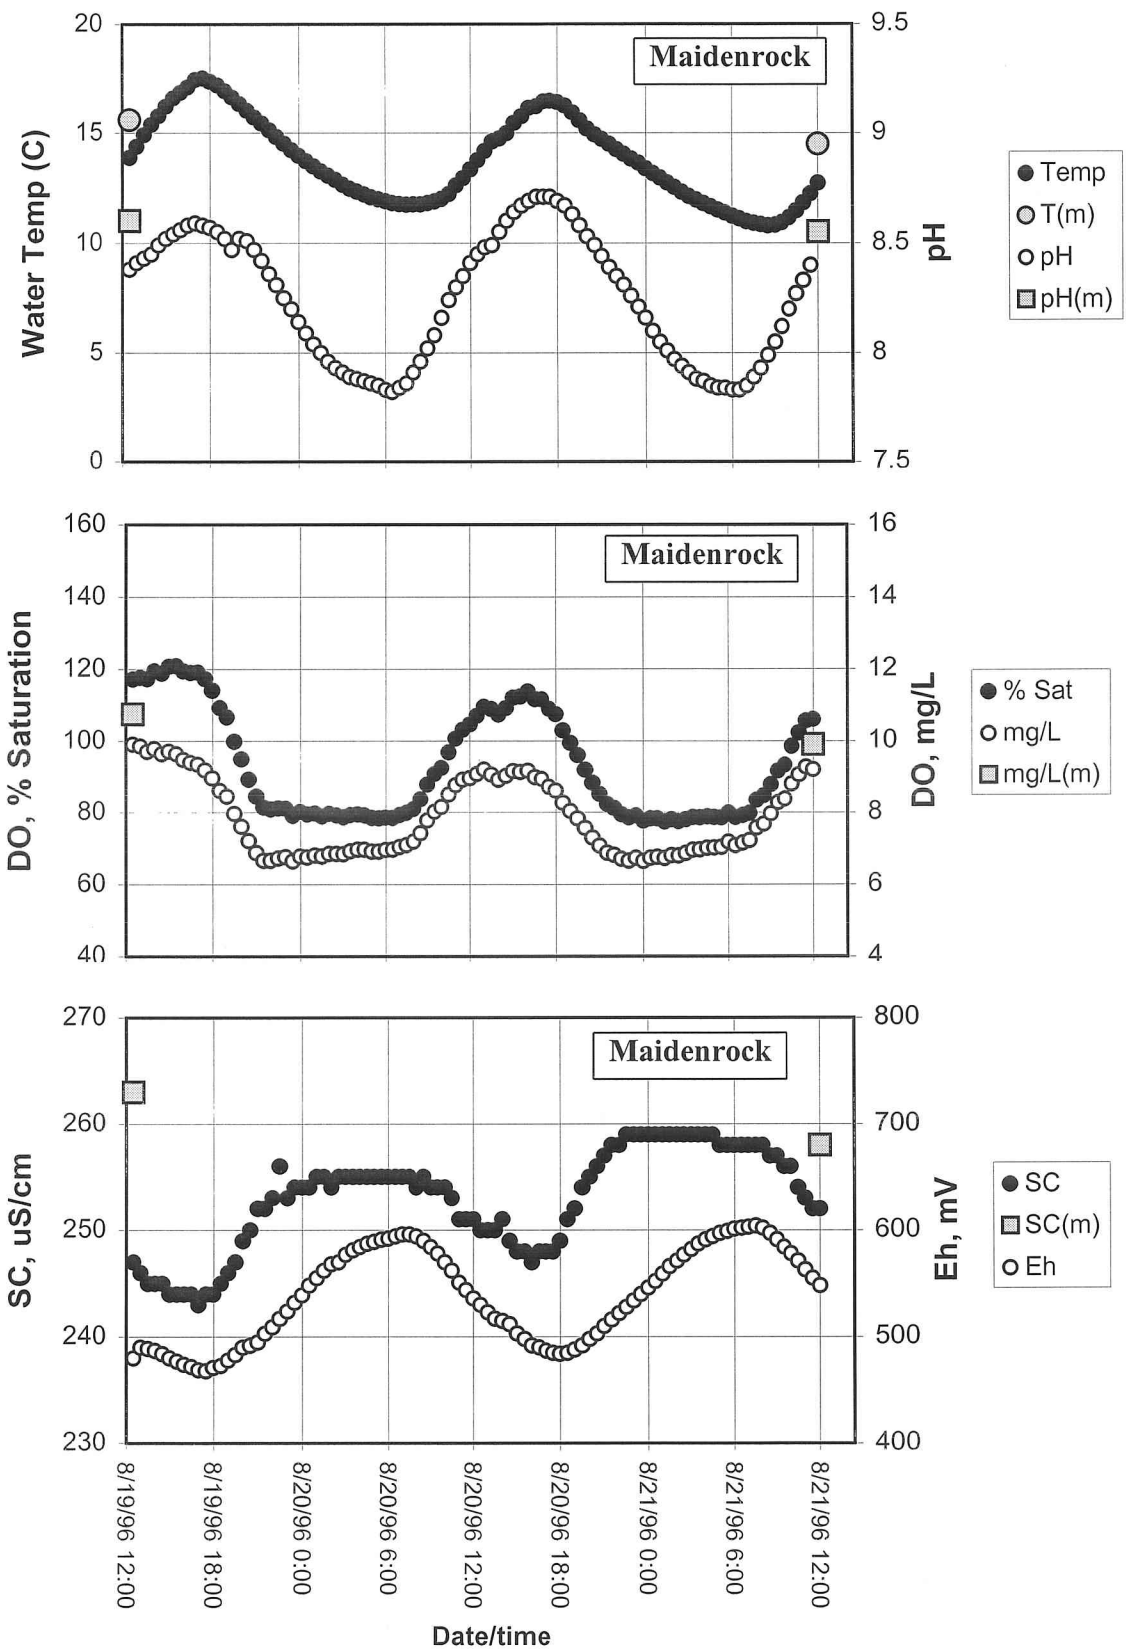 20
15
10
5
0
Water Temp (C)
Maidenrock
9.5
9
8.5
8
7.5
pH
Temp
T(m)
pH
pH(m)
160
140
120
100
80
60
40
DO, % Saturation
Maidenrock
16
14
12
10
8
6
4
DO, mg/L
% Sat
mg/L
mg/L(m)
270
260
250
240
230
SC, uS/cm
Maidenrock
800
700
600
500
400
Eh, mV
SC
SC(m)
Eh
8/19/96 12:00
8/19/96 18:00
8/20/96 0:00
8/20/96 6:00
8/20/96 12:00
8/20/96 18:00
8/21/96 0:00
8/21/96 6:00
8/21/96 12:00
Date/time